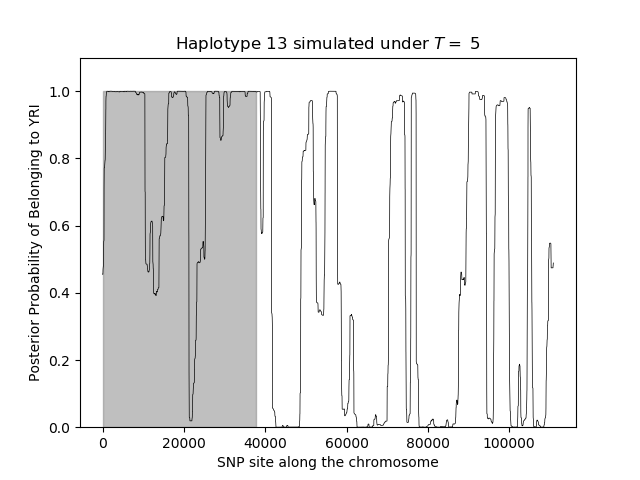 Haplotype 13 simulated under T = 5
Posterior Probability of Belonging to YRI
1.0
0.8
0.6
0.4
0.2
0.0
0 20000 40000 60000 80000 100000
SNP site along the chromosome